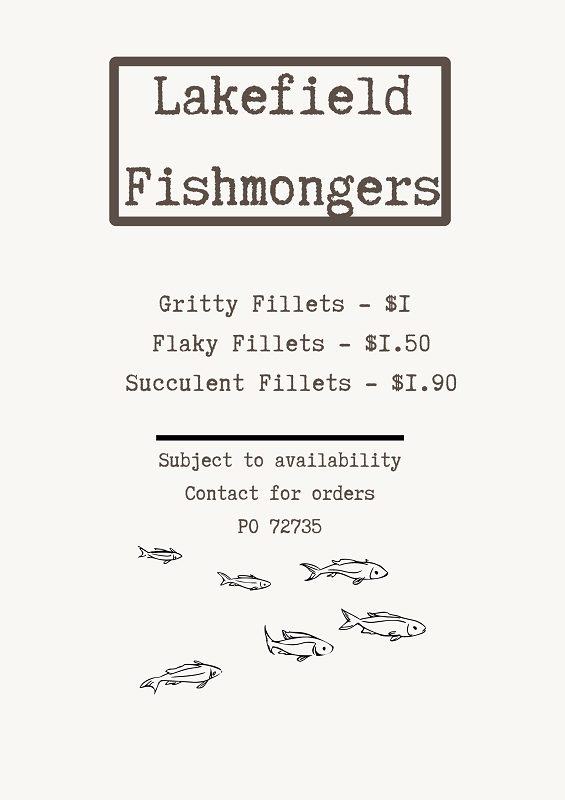 Lakefield
Fishmongers
Gritty Fillets - $I
Flaky Fillets - $I.50
Succulent Fillets - $I.90
Subject to availability
Contact for orders
PO 72735